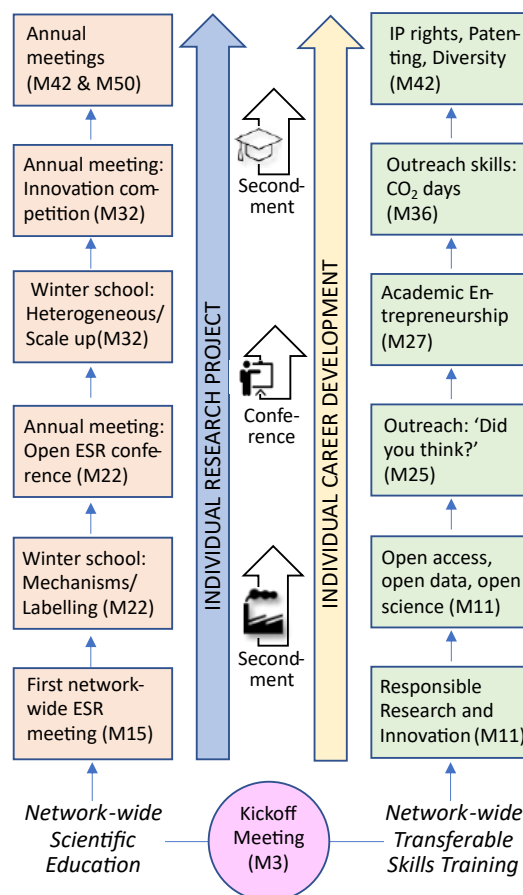 Annual
meetings
(M42 & M50)
Annual meeting:
Innovation com-
petition (M32)
Winter school:
Heterogeneous/
Scale up(M32)
Annual meeting:
Open ESR confe-
rence (M22)
Winter school:
Mechanisms/
Labelling (M22)
First network-
wide ESR
meeting (M15)
Network-wide
Scientific
Education
INDIVIDUAL RESEARCH PROJECT
Second-
ment
Confe-
rence
Second-
ment
Kickoff
Meeting
(M3)
INDIVIDUAL CAREER DEVELOPMENT
IP rights, Paten-
ting, Diversity
(M42)
Outreach skills:
CO₂ days
(M36)
Academic En-
trepreneurship
(M27)
Outreach: ‘Did
you think?’
(M25)
Open access,
open data, open
science (M11)
Responsible
Research and
Innovation (M11)
Network-wide
Transferable
Skills Training